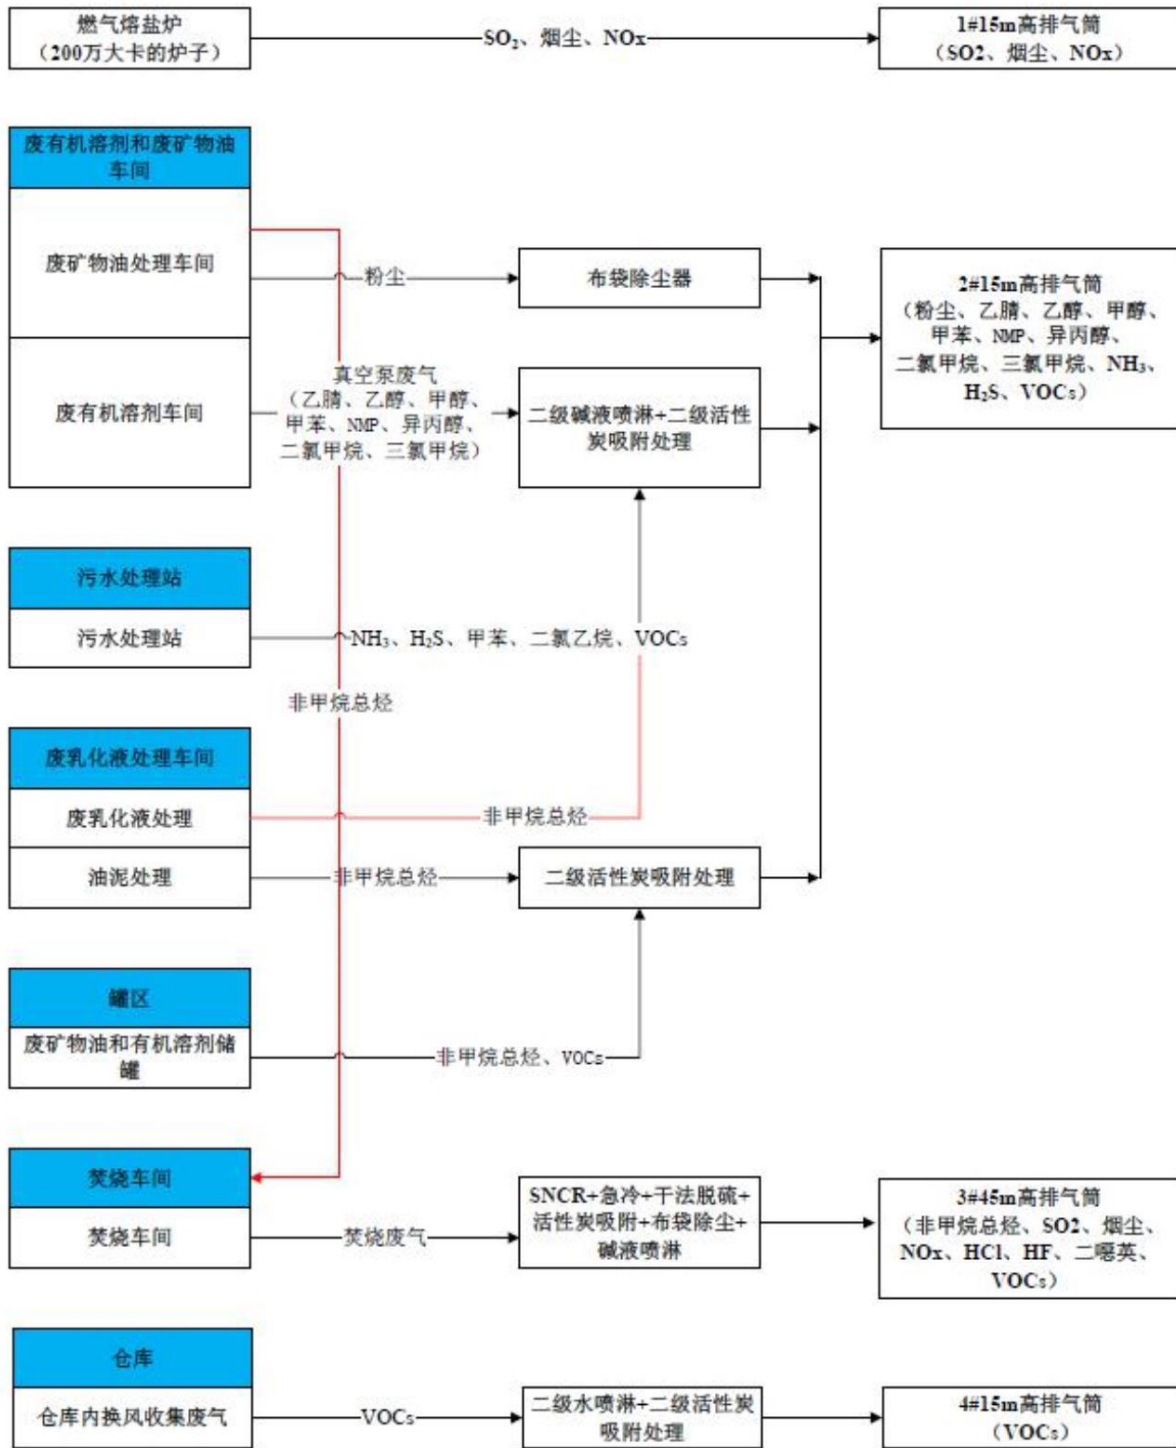 燃气熔盐炉
（200万大卡的炉子）
SO₂、烟尘、NOx
1#15m高排气筒
（SO2、烟尘、NOx）
废有机溶剂和废矿物油
车间
废矿物油处理车间
粉尘
布袋除尘器
2#15m高排气筒
（粉尘、乙腈、乙醇、甲醇、
甲苯、NMP、异丙醇、
二氯甲烷、三氯甲烷、NH₃、
H₂S、VOCs）
废有机溶剂车间
真空泵废气
（乙腈、乙醇、甲醇、
甲苯、NMP、异丙醇、
二氯甲烷、三氯甲烷）
二级碱液喷淋+二级活性
炭吸附处理
污水处理站
污水处理站
NH₃、H₂S、甲苯、二氯乙烷、VOCs
非甲烷总烃
废乳化液处理车间
废乳化液处理
非甲烷总烃
油泥处理
非甲烷总烃
二级活性炭吸附处理
罐区
废矿物油和有机溶剂储
罐
非甲烷总烃、VOCs
焚烧车间
焚烧车间
焚烧废气
SNCR+急冷+干法脱硫+
活性炭吸附+布袋除尘+
碱液喷淋
3#45m高排气筒
（非甲烷总烃、SO2、烟尘、
NOx、HCl、HF、二噁英、
VOCs）
仓库
仓库内换风收集废气
VOCs
二级水喷淋+二级活性炭
吸附处理
4#15m高排气筒
（VOCs）